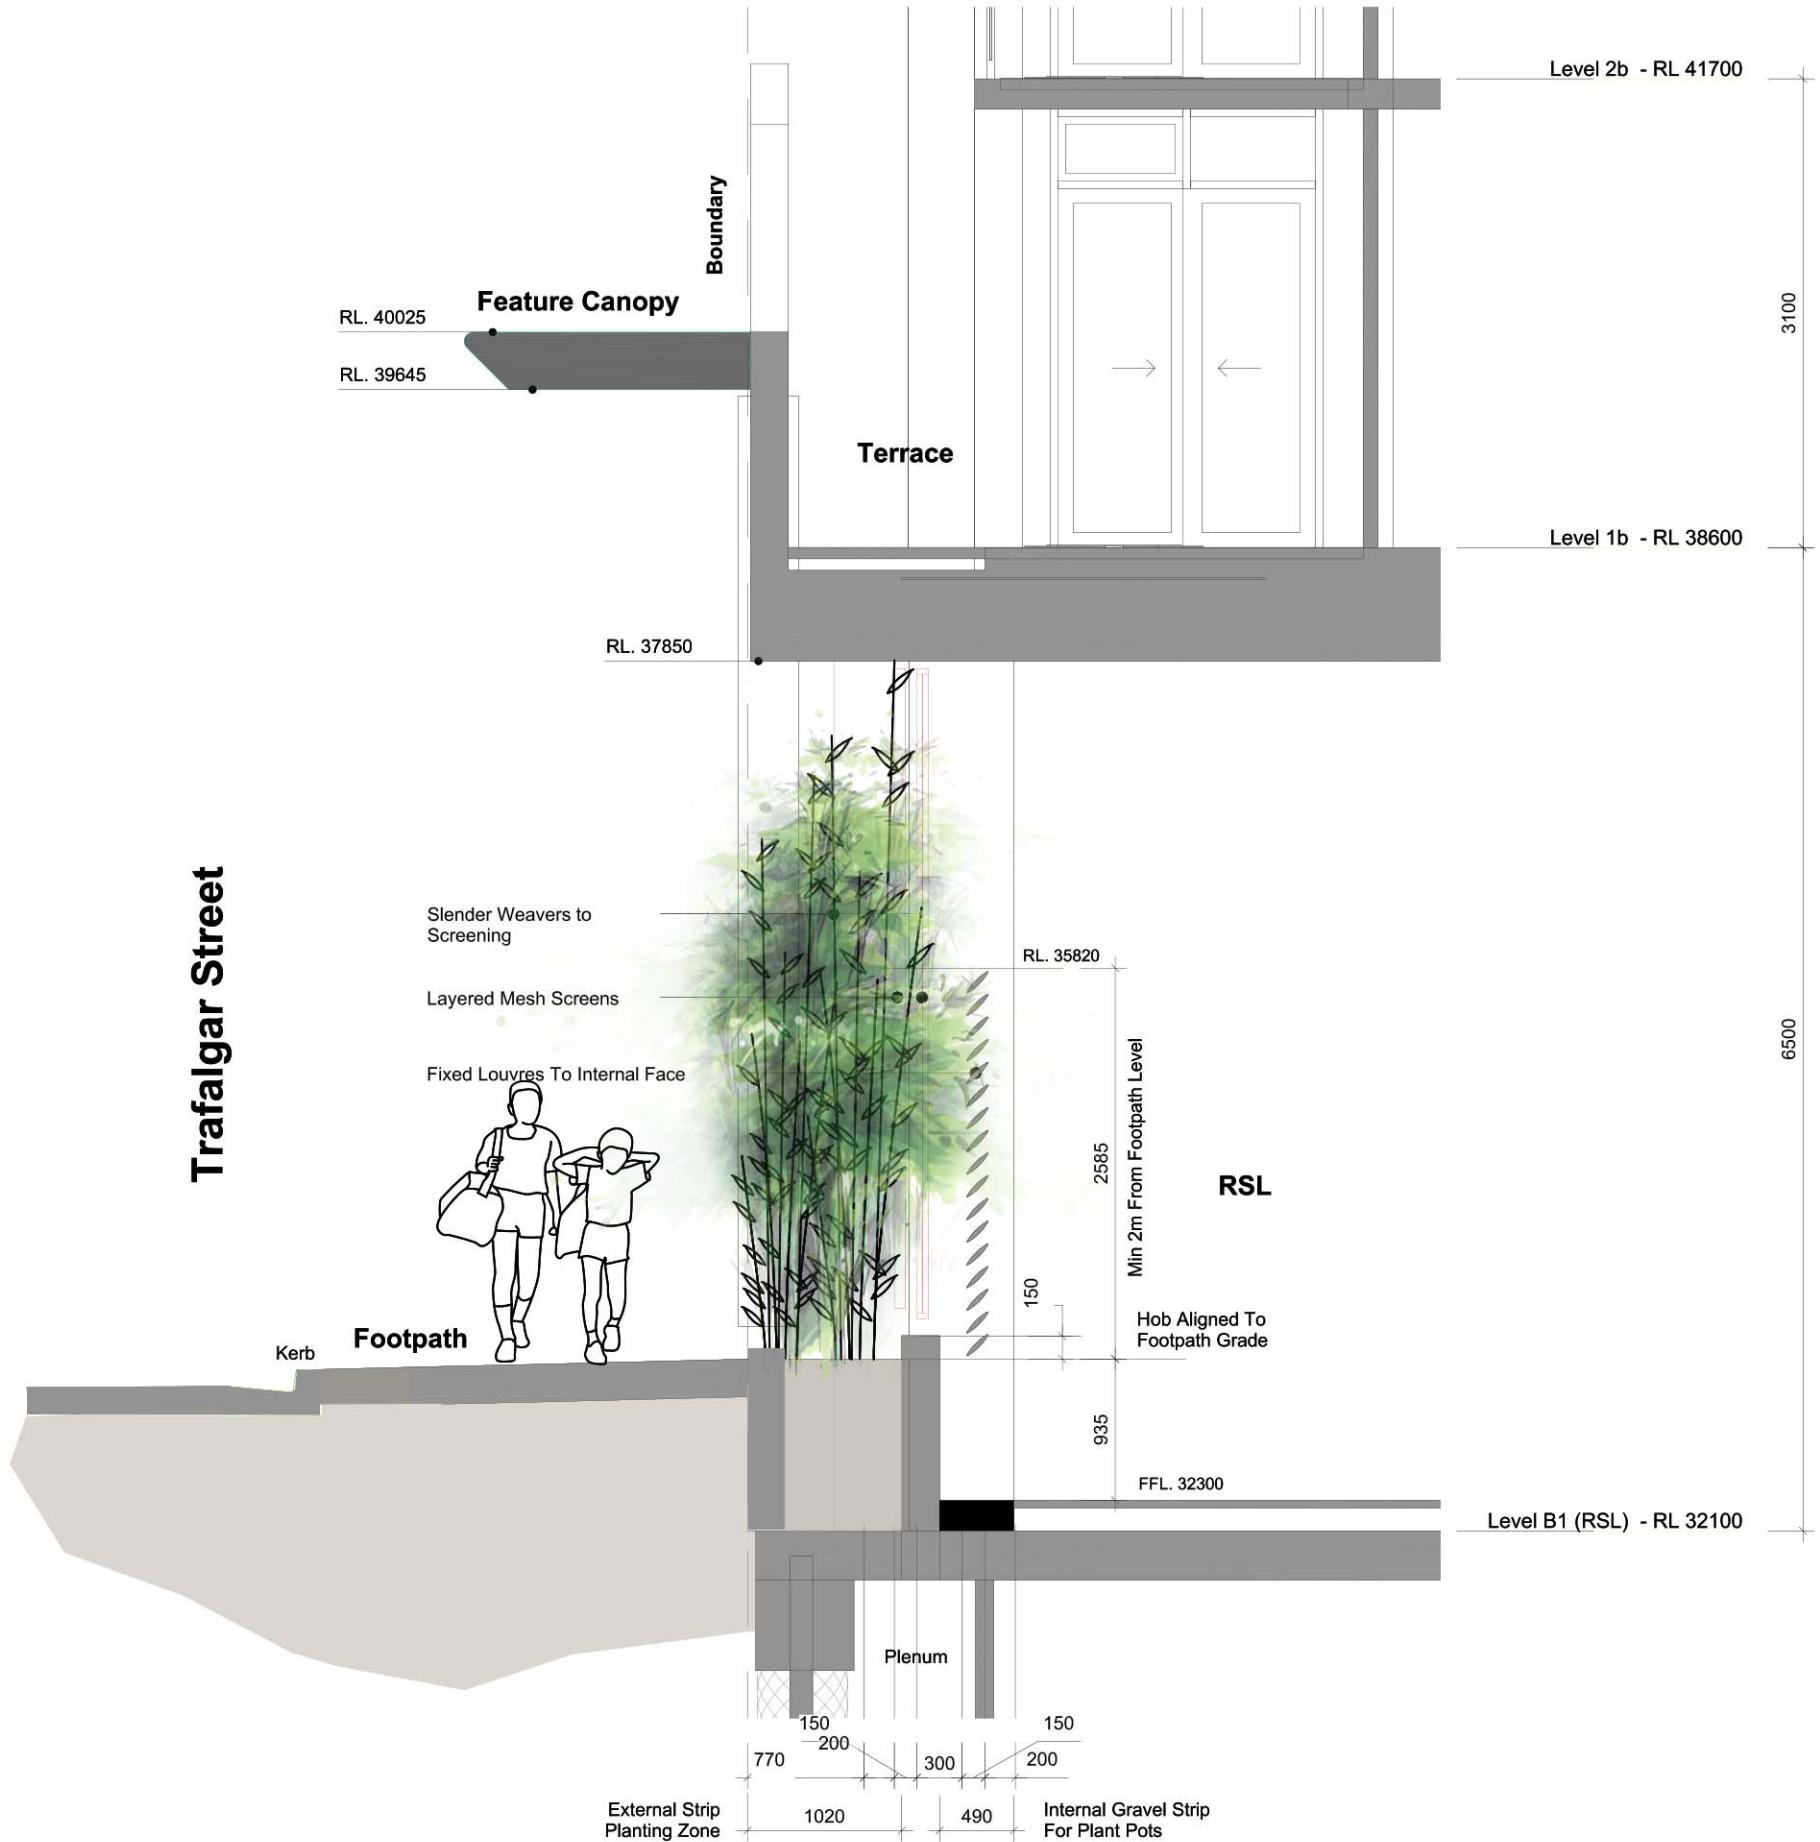 Level 2b - RL 41700
Boundary
3100
Feature Canopy
RL. 40025
RL. 39645
Terrace
Level 1b - RL 38600
RL. 37850
Trafalgar Street
Slender Weavers to
Screening
RL. 35820
Layered Mesh Screens
6500
Fixed Louvres To Internal Face
2585
Min 2m From Footpath Level
RSL
150
Hob Aligned To
Footpath Grade
Footpath
Kerb
935
FFL. 32300
Level B1 (RSL) - RL 32100
Plenum
150
150
200
770
300
200
External Strip
Planting Zone
1020
490
Internal Gravel Strip
For Plant Pots